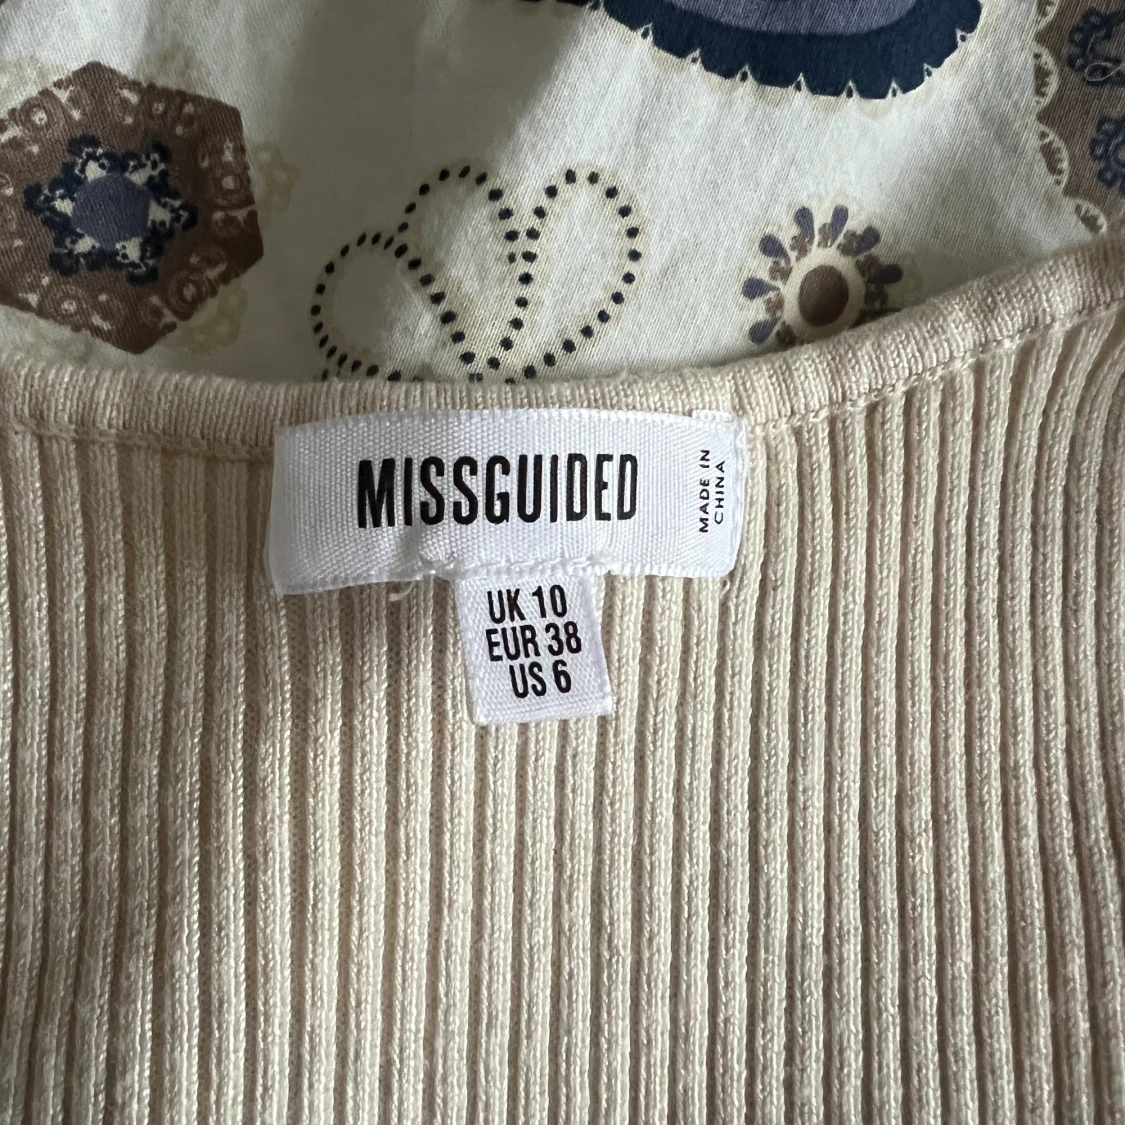 MISSGUIDED
MADE IN
CHINA
UK 10
EUR 38
US 6